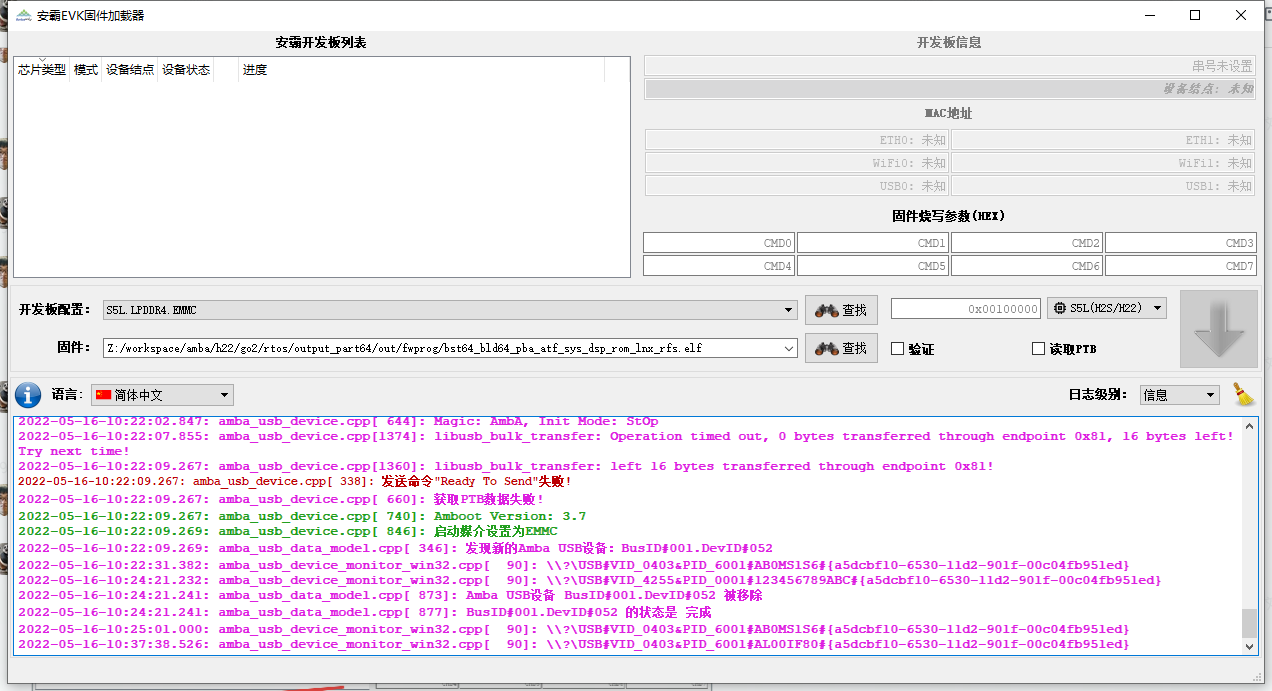 安霸EVK固件加载器
安霸开发板列表
芯片类型 模式 设备结点 设备状态 进度
开发板信息
串号未设置
设备结点: 未知
MAC地址
ETH0: 未知 ETH1: 未知
WiFi0: 未知 WiFi1: 未知
USB0: 未知 USB1: 未知
固件烧写参数(HEX)
CMD0 CMD1 CMD2 CMD3
CMD4 CMD5 CMD6 CMD7
开发板配置: S5L.LPDDR4.EMMC 查找 0x00100000 S5L(H2S/H22)
固件: Z:/workspace/amba/h22/go2/rtos/output_part64/out/fwprog/bst64_bld64_pba_atf_sys_dsp_rom_lnx_rfs.elf 查找 验证 读取PTB
语言: 简体中文 日志级别: 信息
2022-05-16-10:22:02.847: amba_usb_device.cpp[ 644]: Magic: AmbA, Init Mode: StOp
2022-05-16-10:22:07.855: amba_usb_device.cpp[1374]: libusb_bulk_transfer: Operation timed out, 0 bytes transferred through endpoint 0x81, 16 bytes left!
Try next time!
2022-05-16-10:22:09.267: amba_usb_device.cpp[1360]: libusb_bulk_transfer: left 16 bytes transferred through endpoint 0x81!
2022-05-16-10:22:09.267: amba_usb_device.cpp[ 338]: 发送命令"Ready To Send"失败!
2022-05-16-10:22:09.267: amba_usb_device.cpp[ 660]: 获取PTB数据失败!
2022-05-16-10:22:09.267: amba_usb_device.cpp[ 740]: Amboot Version: 3.7
2022-05-16-10:22:09.269: amba_usb_device.cpp[ 846]: 启动媒介设置为EMMC
2022-05-16-10:22:09.269: amba_usb_data_model.cpp[ 346]: 发现新的Amba USB设备: BusID#001.DevID#052
2022-05-16-10:22:31.382: amba_usb_device_monitor_win32.cpp[  90]: \\?\USB#VID_0403&PID_6001#AB0MS1S6#{a5dcbf10-6530-11d2-901f-00c04fb951ed}
2022-05-16-10:24:21.232: amba_usb_device_monitor_win32.cpp[  90]: \\?\USB#VID_4255&PID_0001#123456789ABC#{a5dcbf10-6530-11d2-901f-00c04fb951ed}
2022-05-16-10:24:21.241: amba_usb_data_model.cpp[ 873]: Amba USB设备 BusID#001.DevID#052 被移除
2022-05-16-10:24:21.241: amba_usb_data_model.cpp[ 877]: BusID#001.DevID#052 的状态是 完成
2022-05-16-10:25:01.000: amba_usb_device_monitor_win32.cpp[  90]: \\?\USB#VID_0403&PID_6001#AB0MS1S6#{a5dcbf10-6530-11d2-901f-00c04fb951ed}
2022-05-16-10:37:38.526: amba_usb_device_monitor_win32.cpp[  90]: \\?\USB#VID_0403&PID_6001#AL00IF80#{a5dcbf10-6530-11d2-901f-00c04fb951ed}